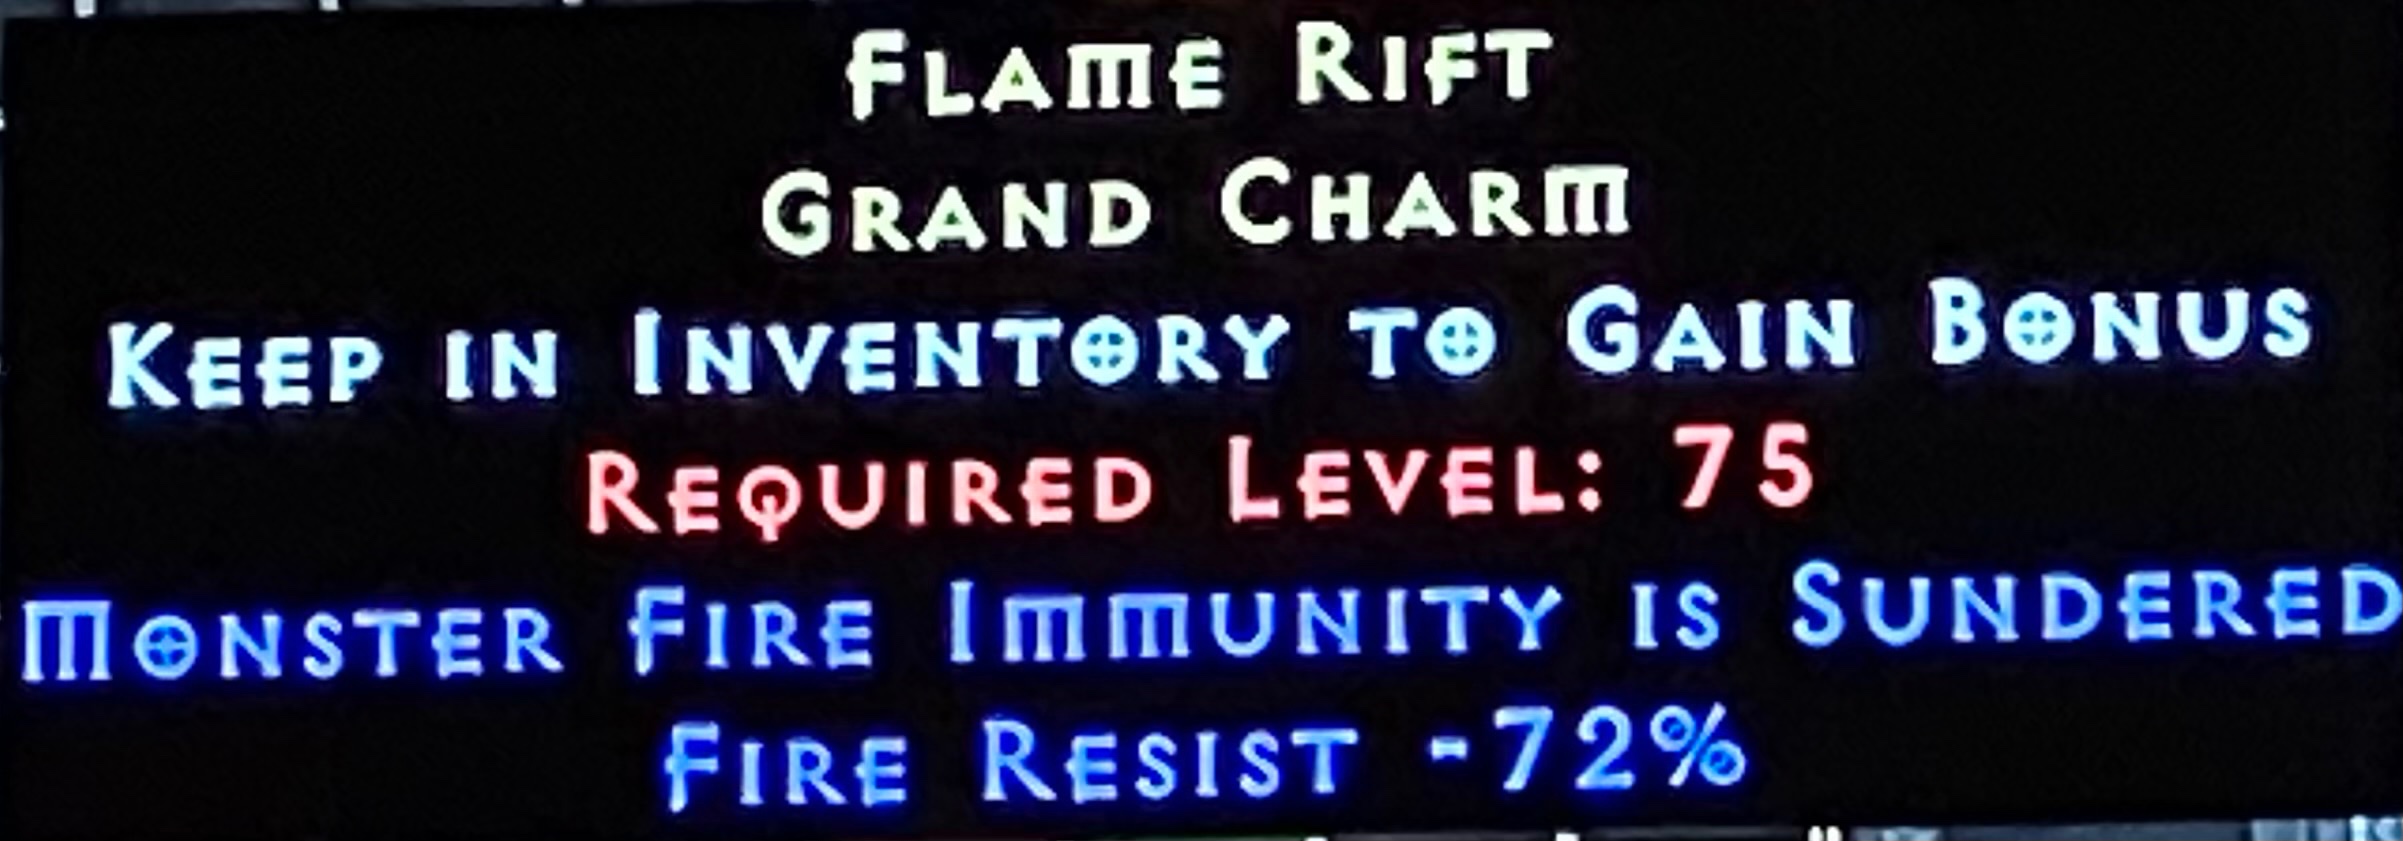 Flame Rift
Grand Charm
Keep in Inventory to Gain Bonus
Required Level: 75
Monster Fire Immunity is Sundered
Fire Resist -72%